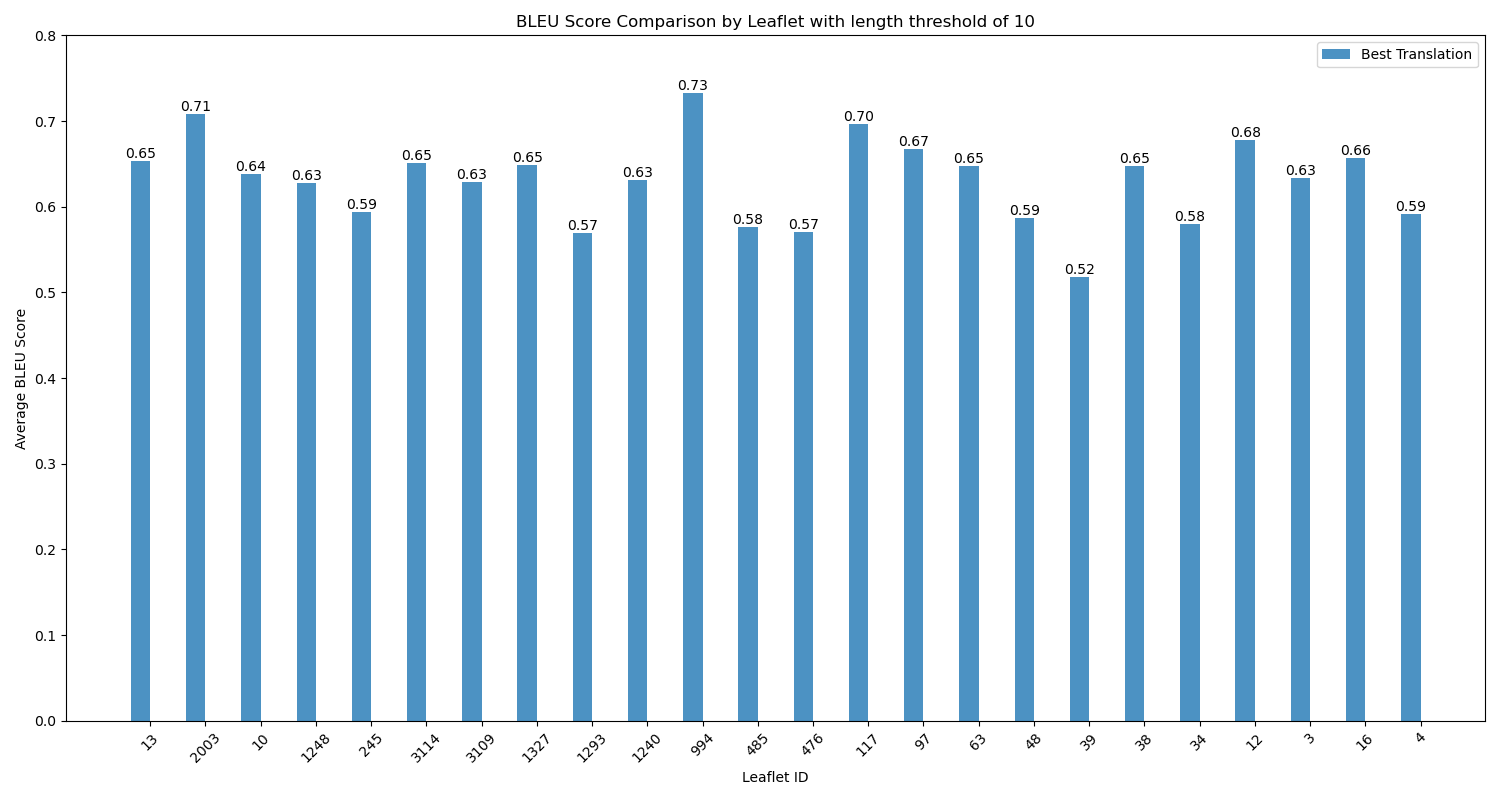 BLEU Score Comparison by Leaflet with length threshold of 10
Best Translation
Average BLEU Score
0.8
0.7
0.6
0.5
0.4
0.3
0.2
0.1
0.0
0.65 0.71 0.64 0.63 0.59 0.65 0.63 0.65 0.57 0.63 0.73 0.58 0.57 0.70 0.67 0.65 0.59 0.52 0.65 0.58 0.68 0.63 0.66 0.59
13 2003 10 1248 245 3114 3109 1327 1293 1240 994 485 476 117 97 63 48 39 38 34 12 3 16 4
Leaflet ID